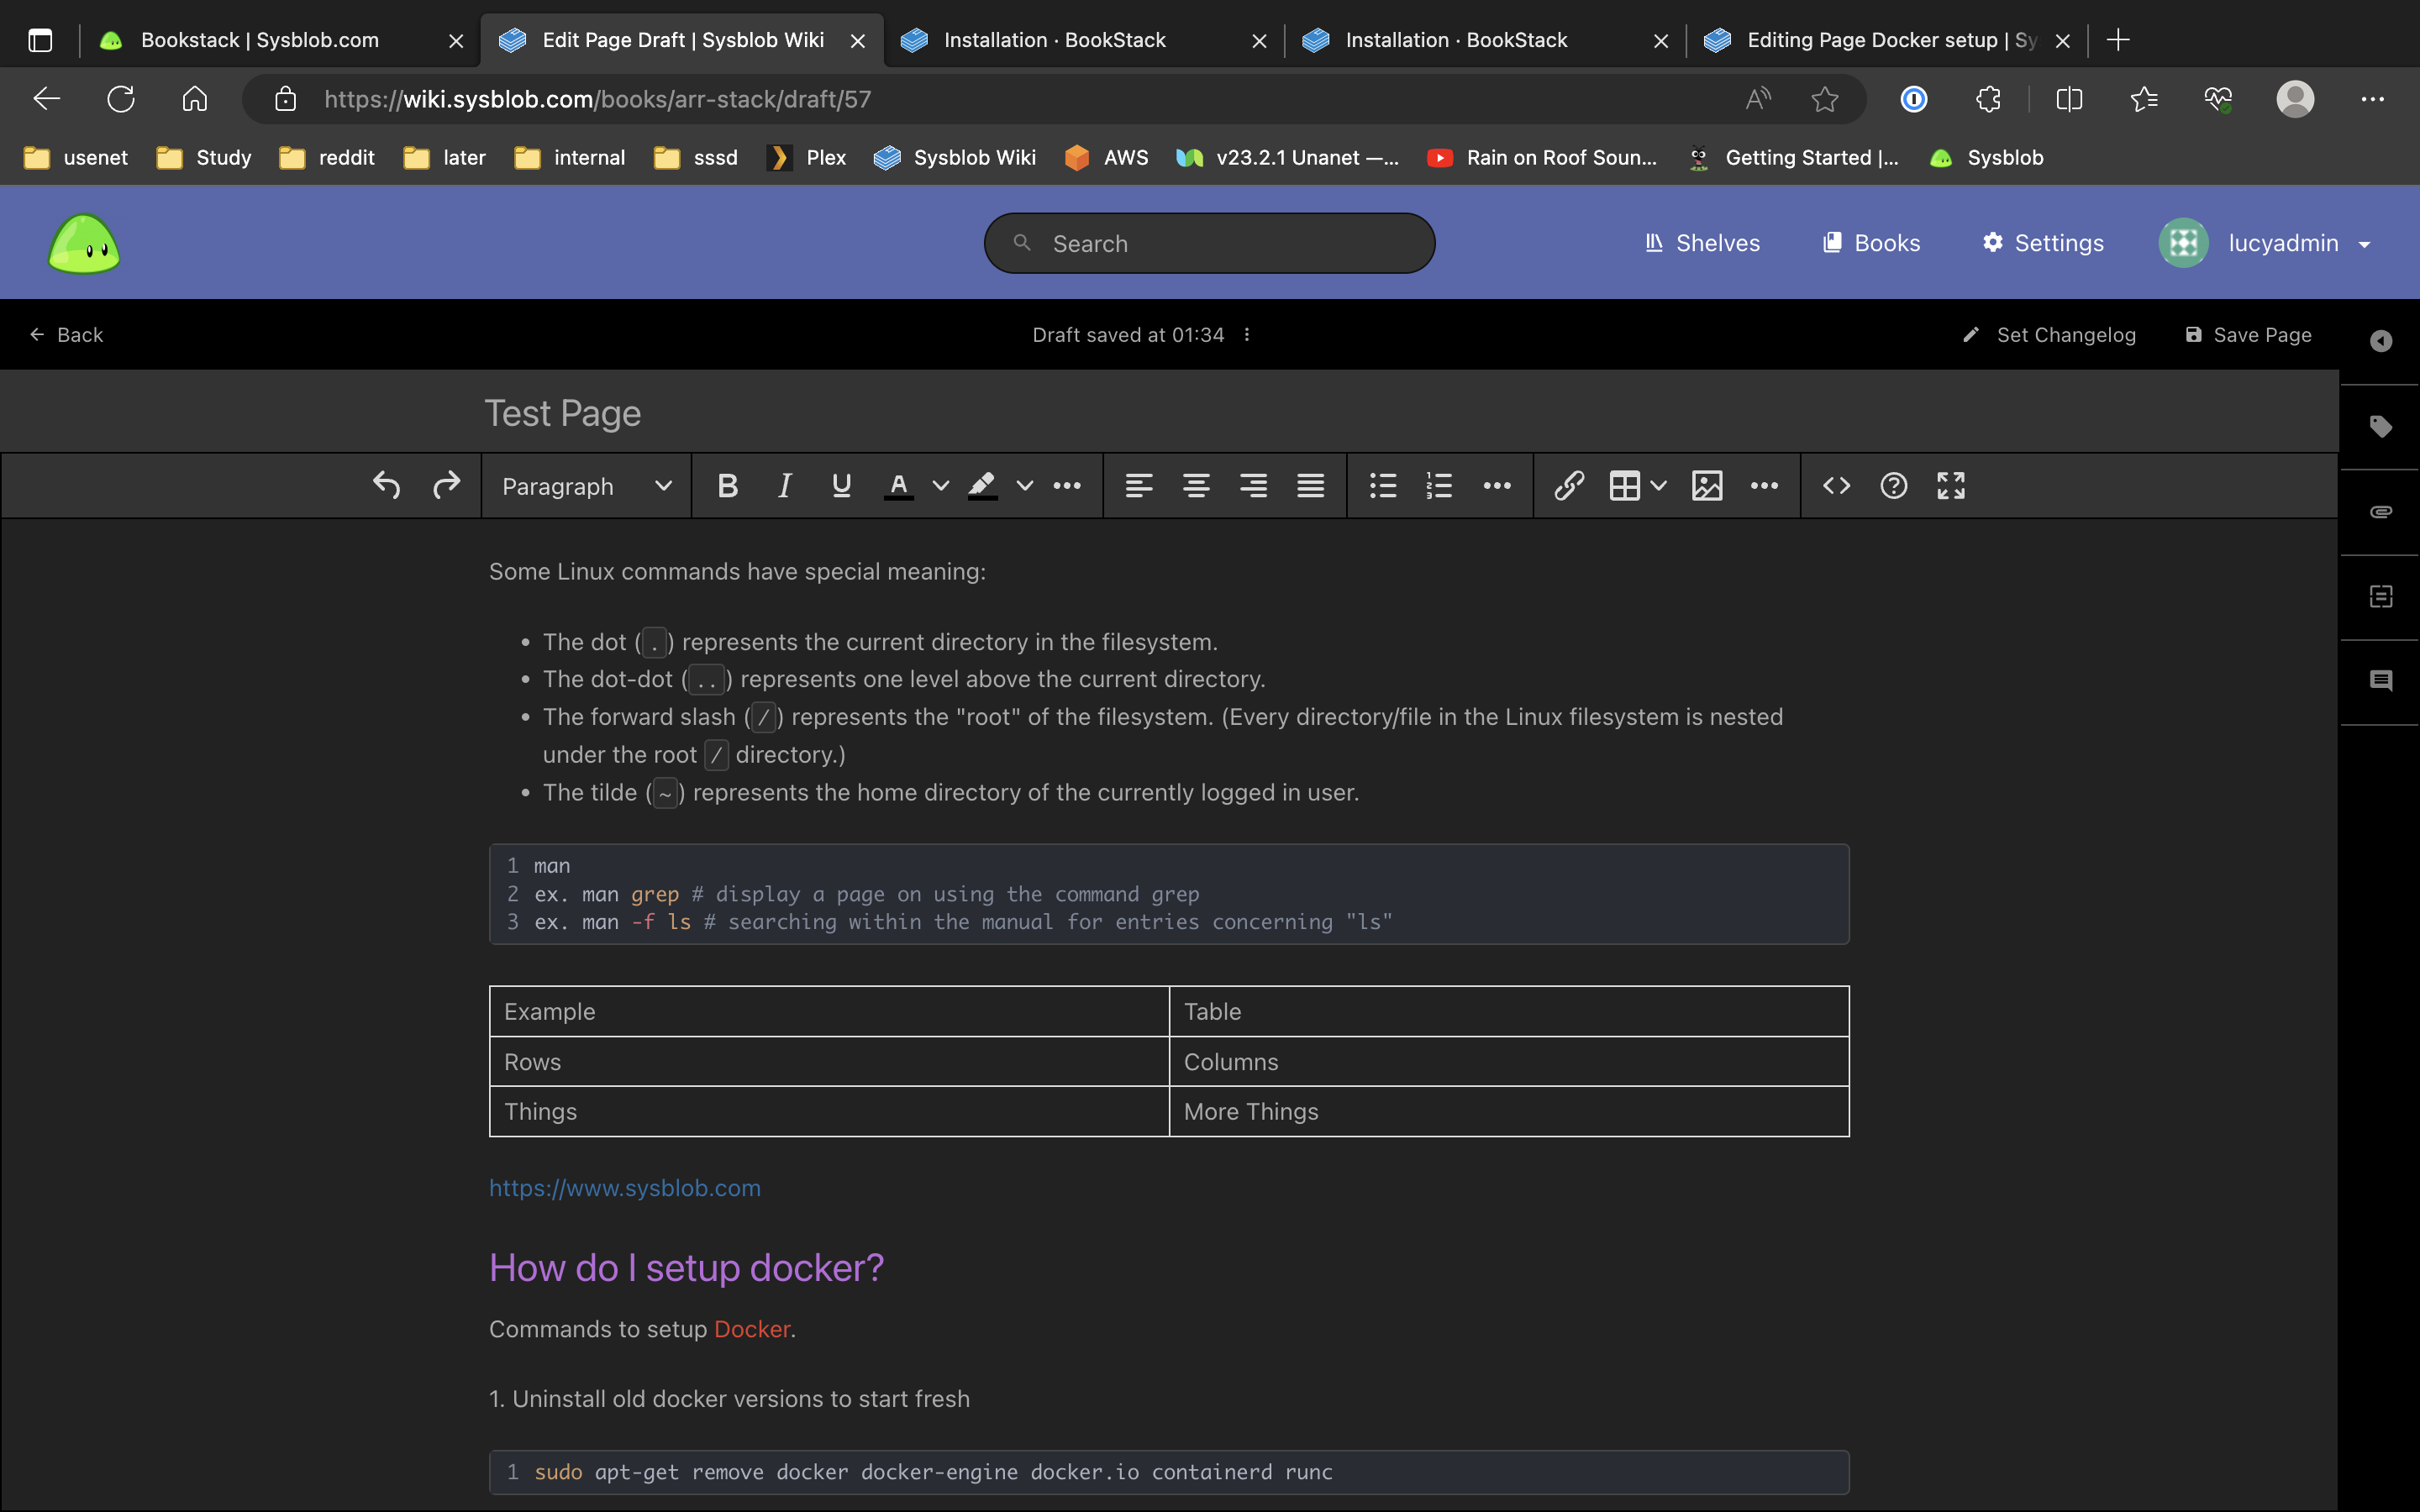 Bookstack | Sysblob.com
Edit Page Draft | Sysblob Wiki
Installation · BookStack
Installation · BookStack
Editing Page Docker setup | Sy
https://wiki.sysblob.com/books/arr-stack/draft/57
usenet
Study
reddit
later
internal
sssd
Plex
Sysblob Wiki
AWS
v23.2.1 Unanet —...
Rain on Roof Soun...
Getting Started |...
Sysblob
Search
Shelves
Books
Settings
lucyadmin
Back
Draft saved at 01:34
Set Changelog
Save Page
Test Page
Paragraph
B I U A
Some Linux commands have special meaning:
• The dot (.) represents the current directory in the filesystem.
• The dot-dot (..) represents one level above the current directory.
• The forward slash (/) represents the "root" of the filesystem. (Every directory/file in the Linux filesystem is nested
under the root / directory.)
• The tilde (~) represents the home directory of the currently logged in user.
1 man
2 ex. man grep # display a page on using the command grep
3 ex. man -f ls # searching within the manual for entries concerning "ls"
Example Table
Rows Columns
Things More Things
https://www.sysblob.com
How do I setup docker?
Commands to setup Docker.
1. Uninstall old docker versions to start fresh
1 sudo apt-get remove docker docker-engine docker.io containerd runc